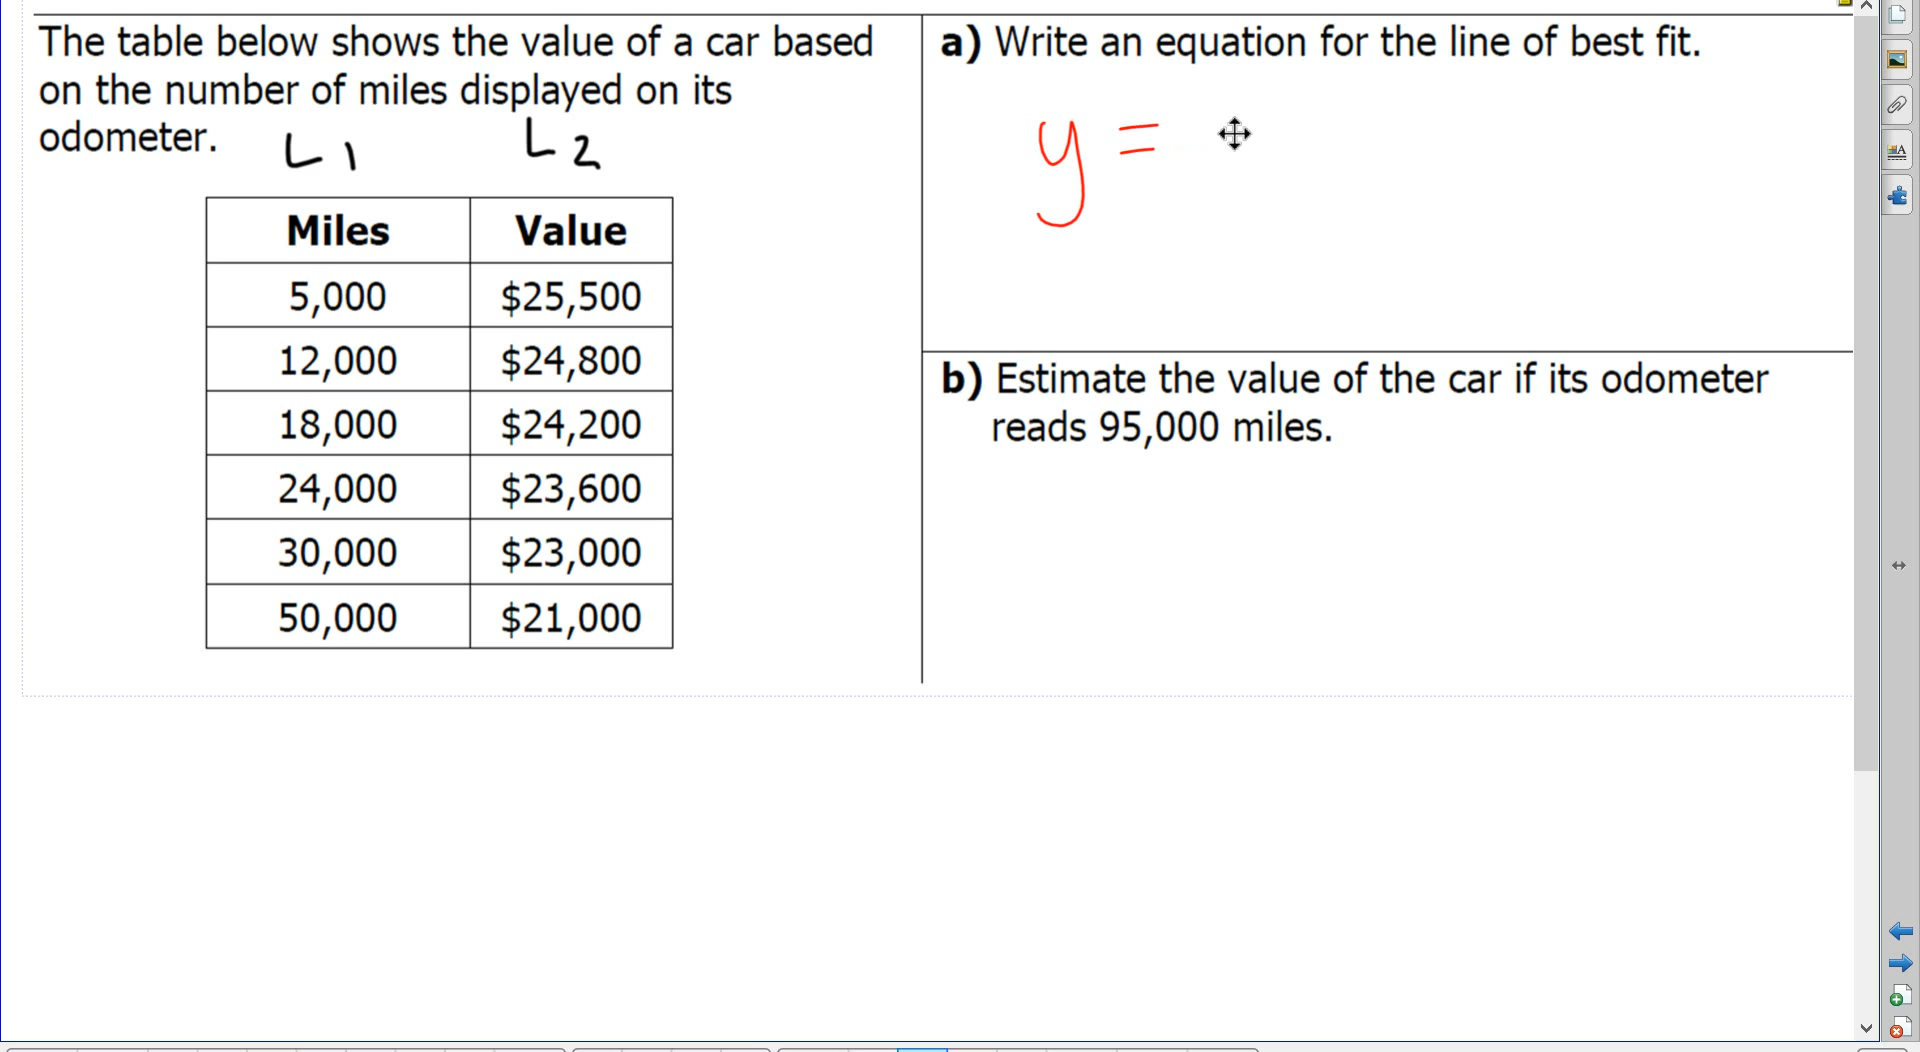 The table below shows the value of a car based
on the number of miles displayed on its
odometer.
L1 L2
Miles Value
5,000 $25,500
12,000 $24,800
18,000 $24,200
24,000 $23,600
30,000 $23,000
50,000 $21,000
a) Write an equation for the line of best fit.
y =
b) Estimate the value of the car if its odometer
reads 95,000 miles.